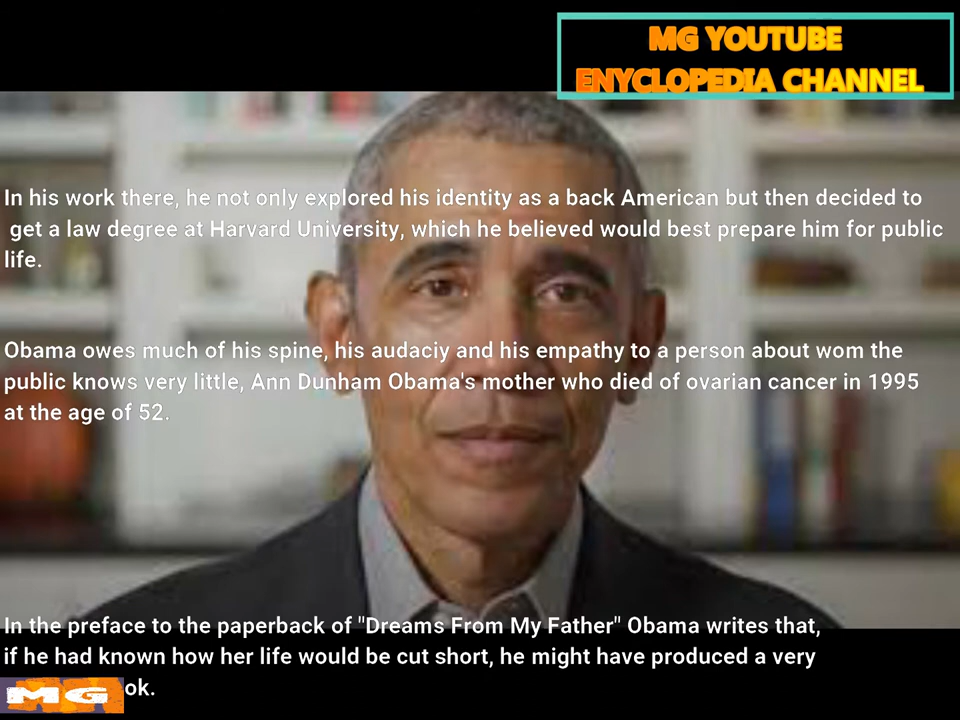 MG YOUTUBE
ENYCLOPEDIA CHANNEL
In his work there, he not only explored his identity as a back American but then decided to
get a law degree at Harvard University, which he believed would best prepare him for public
life.
Obama owes much of his spine, his audaciy and his empathy to a person about wom the
public knows very little, Ann Dunham Obama's mother who died of ovarian cancer in 1995
at the age of 52.
In the preface to the paperback of "Dreams From My Father" Obama writes that,
if he had known how her life would be cut short, he might have produced a very
MG ok.